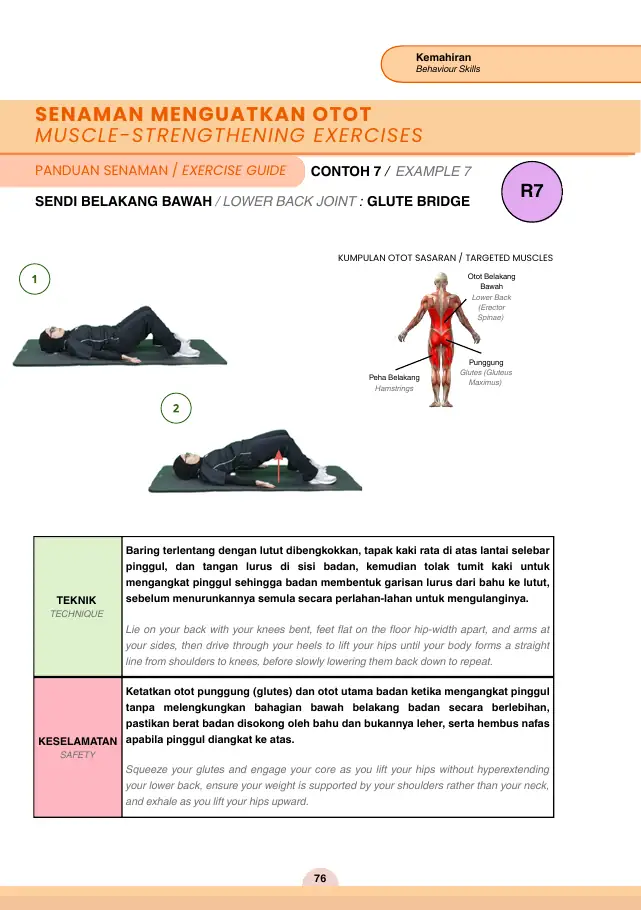 Kemahiran
Behaviour Skills
SENAMAN MENGUATKAN OTOT
MUSCLE-STRENGTHENING EXERCISES
PANDUAN SENAMAN / EXERCISE GUIDE
CONTOH 7 / EXAMPLE 7
R7
SENDI BELAKANG BAWAH / LOWER BACK JOINT : GLUTE BRIDGE
KUMPULAN OTOT SASARAN / TARGETED MUSCLES
1
Otot Belakang
Bawah
Lower Back
(Erector
Spinae)
Punggung
Glutes (Gluteus
Maximus)
Peha Belakang
Hamstrings
2
TEKNIK
TECHNIQUE
Baring terlentang dengan lutut dibengkokkan, tapak kaki rata di atas lantai selebar
pinggul, dan tangan lurus di sisi badan, kemudian tolak tumit kaki untuk
mengangkat pinggul sehingga badan membentuk garisan lurus dari bahu ke lutut,
sebelum menurunkannya semula secara perlahan-lahan untuk mengulanginya.
Lie on your back with your knees bent, feet flat on the floor hip-width apart, and arms at
your sides, then drive through your heels to lift your hips until your body forms a straight
line from shoulders to knees, before slowly lowering them back down to repeat.
KESELAMATAN
SAFETY
Ketatkan otot punggung (glutes) dan otot utama badan ketika mengangkat pinggul
tanpa melengkungkan bahagian bawah belakang badan secara berlebihan,
pastikan berat badan disokong oleh bahu dan bukannya leher, serta hembus nafas
apabila pinggul diangkat ke atas.
Squeeze your glutes and engage your core as you lift your hips without hyperextending
your lower back, ensure your weight is supported by your shoulders rather than your neck,
and exhale as you lift your hips upward.
76